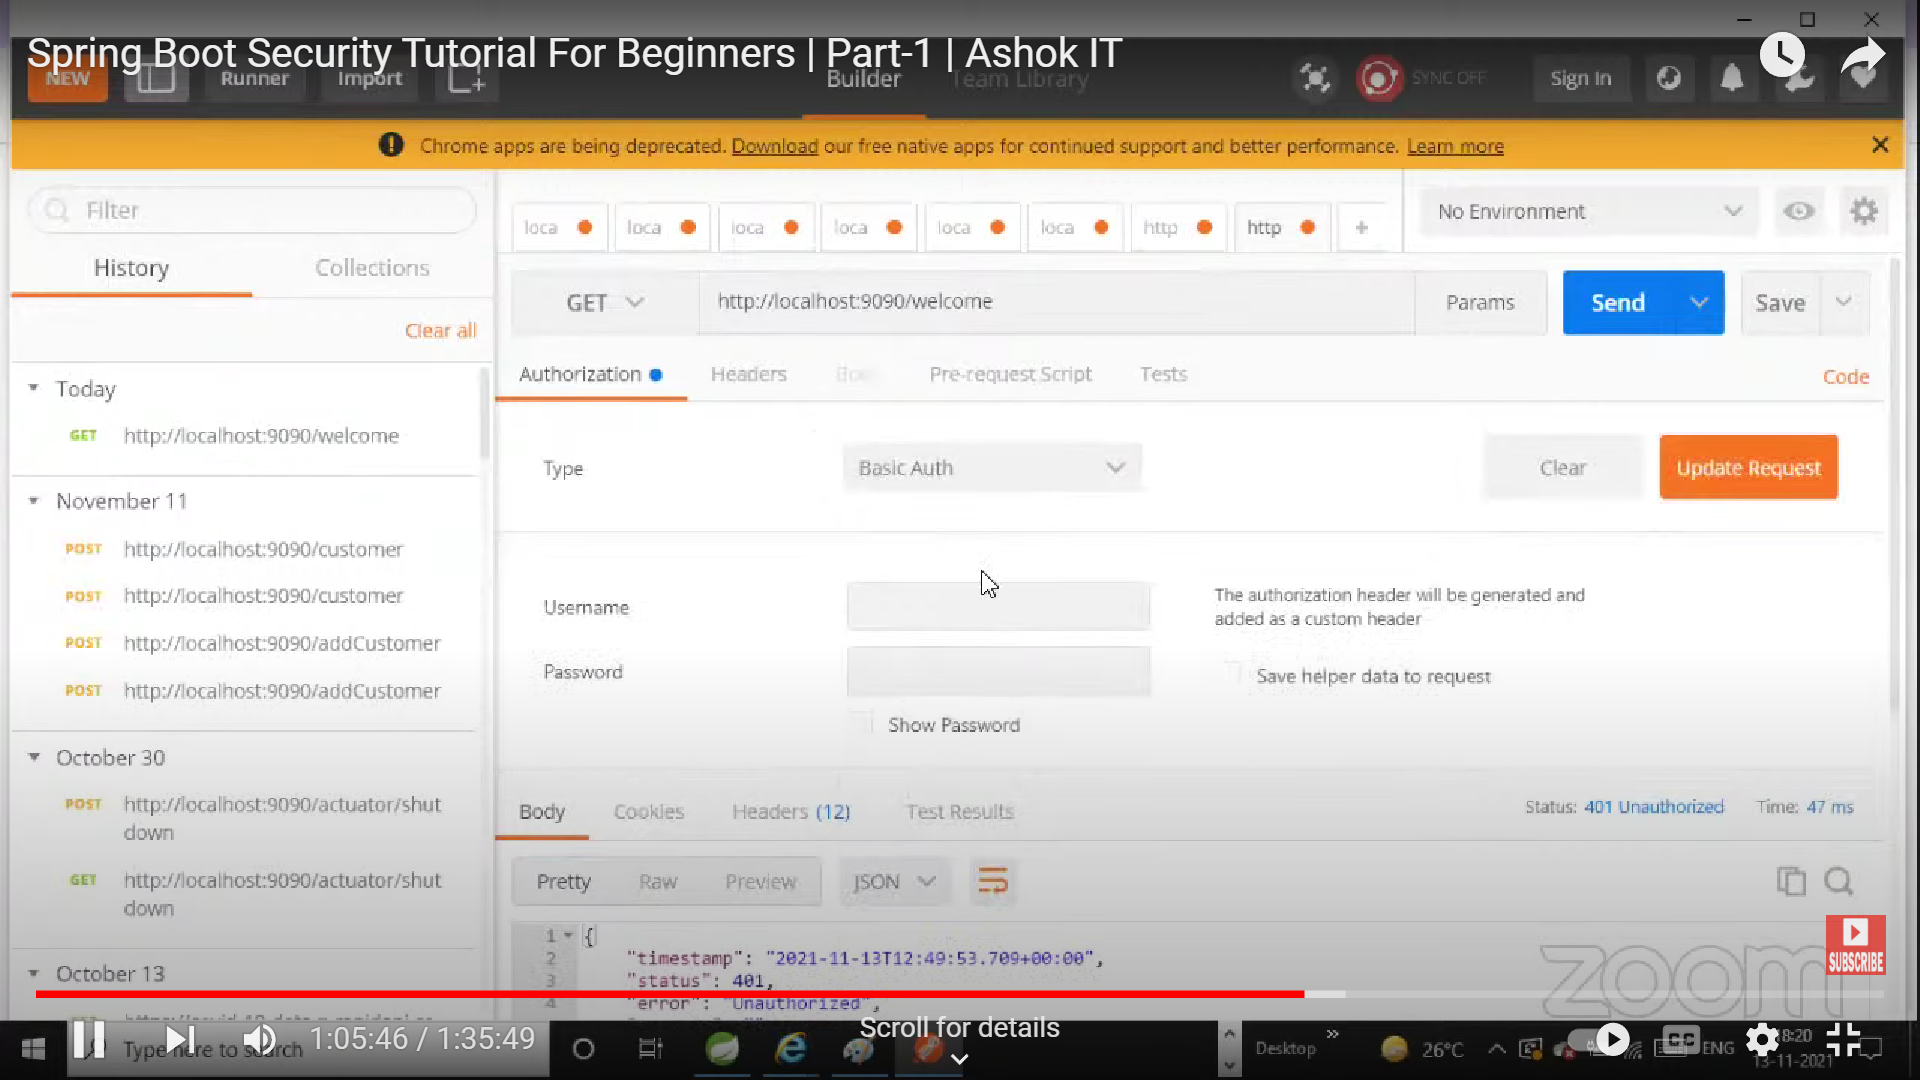 Spring Boot Security Tutorial For Beginners | Part-1 | Ashok IT
NEW Runner Import Builder Team Library SYNC OFF Sign In
Chrome apps are being deprecated. Download our free native apps for continued support and better performance. Learn more
Filter
History Collections
Clear all
Today
GET http://localhost:9090/welcome
November 11
POST http://localhost:9090/customer
POST http://localhost:9090/customer
POST http://localhost:9090/addCustomer
POST http://localhost:9090/addCustomer
October 30
POST http://localhost:9090/actuator/shut
down
GET http://localhost:9090/actuator/shut
down
October 13
loca loca loca loca loca loca http http +
No Environment
GET http://localhost:9090/welcome Params Send Save
Authorization Headers Body Pre-request Script Tests Code
Type Basic Auth Clear Update Request
Username
The authorization header will be generated and
added as a custom header
Password
Save helper data to request
Show Password
Body Cookies Headers (12) Test Results Status: 401 Unauthorized Time: 47 ms
Pretty Raw Preview JSON
1 {
2 "timestamp": "2021-11-13T12:49:53.709+00:00",
3 "status": 401,
4 "error": "Unauthorized",
zoom
SUBSCRIBE
1:05:46 / 1:35:49
Type here to search
Scroll for details
Desktop 26°C ENG 18:20
13-11-2021
CC